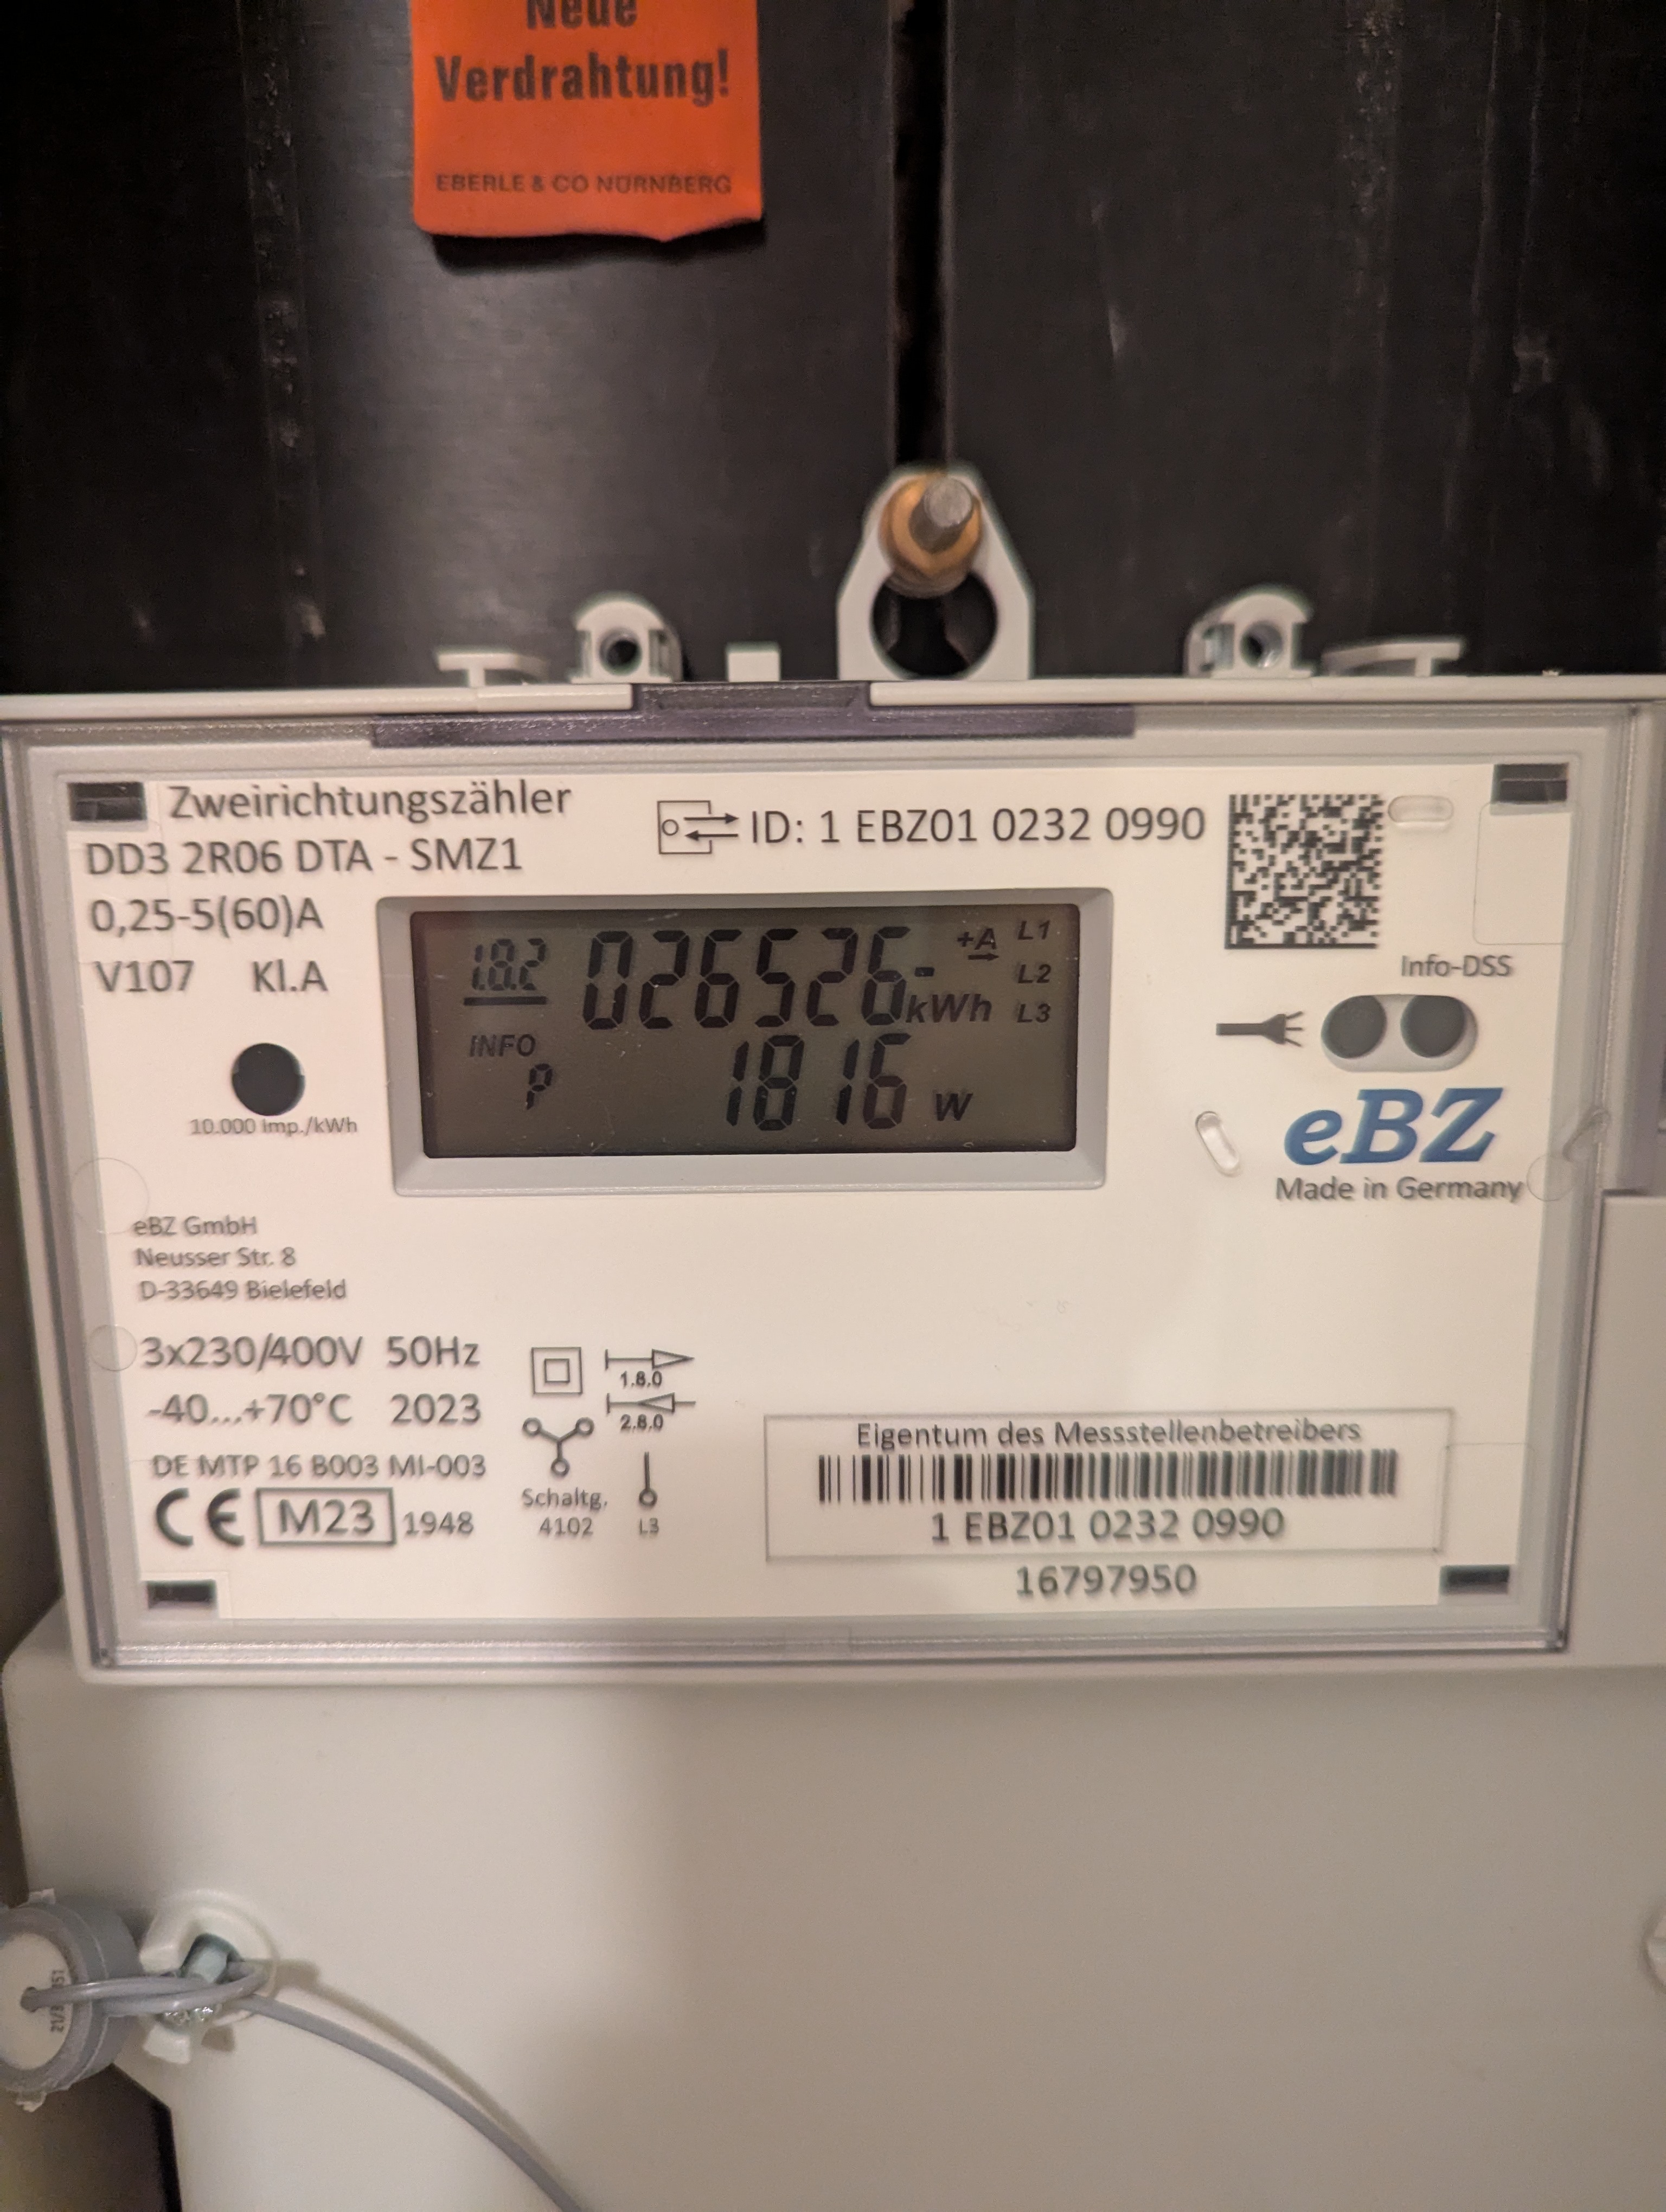 Neue
Verdrahtung!
EBERLE & CO NÜRNBERG
Zweirichtungszähler
DD3 2R06 DTA - SMZ1
0,25-5(60)A
V107 Kl.A
10.000 Imp./kWh
ID: 1 EBZ01 0232 0990
1.8.2 026526 kWh +A L1 L2 L3
INFO
P 1816 W
Info-DSS
eBZ
Made in Germany
eBZ GmbH
Neusser Str. 8
D-33649 Bielefeld
3x230/400V 50Hz
-40...+70°C 2023
DE MTP 16 B003 MI-003
CE M23 1948
1.8.0
2.8.0
Schaltg. 
4102 L3
Eigentum des Messstellenbetreibers
1 EBZ01 0232 0990
16797950